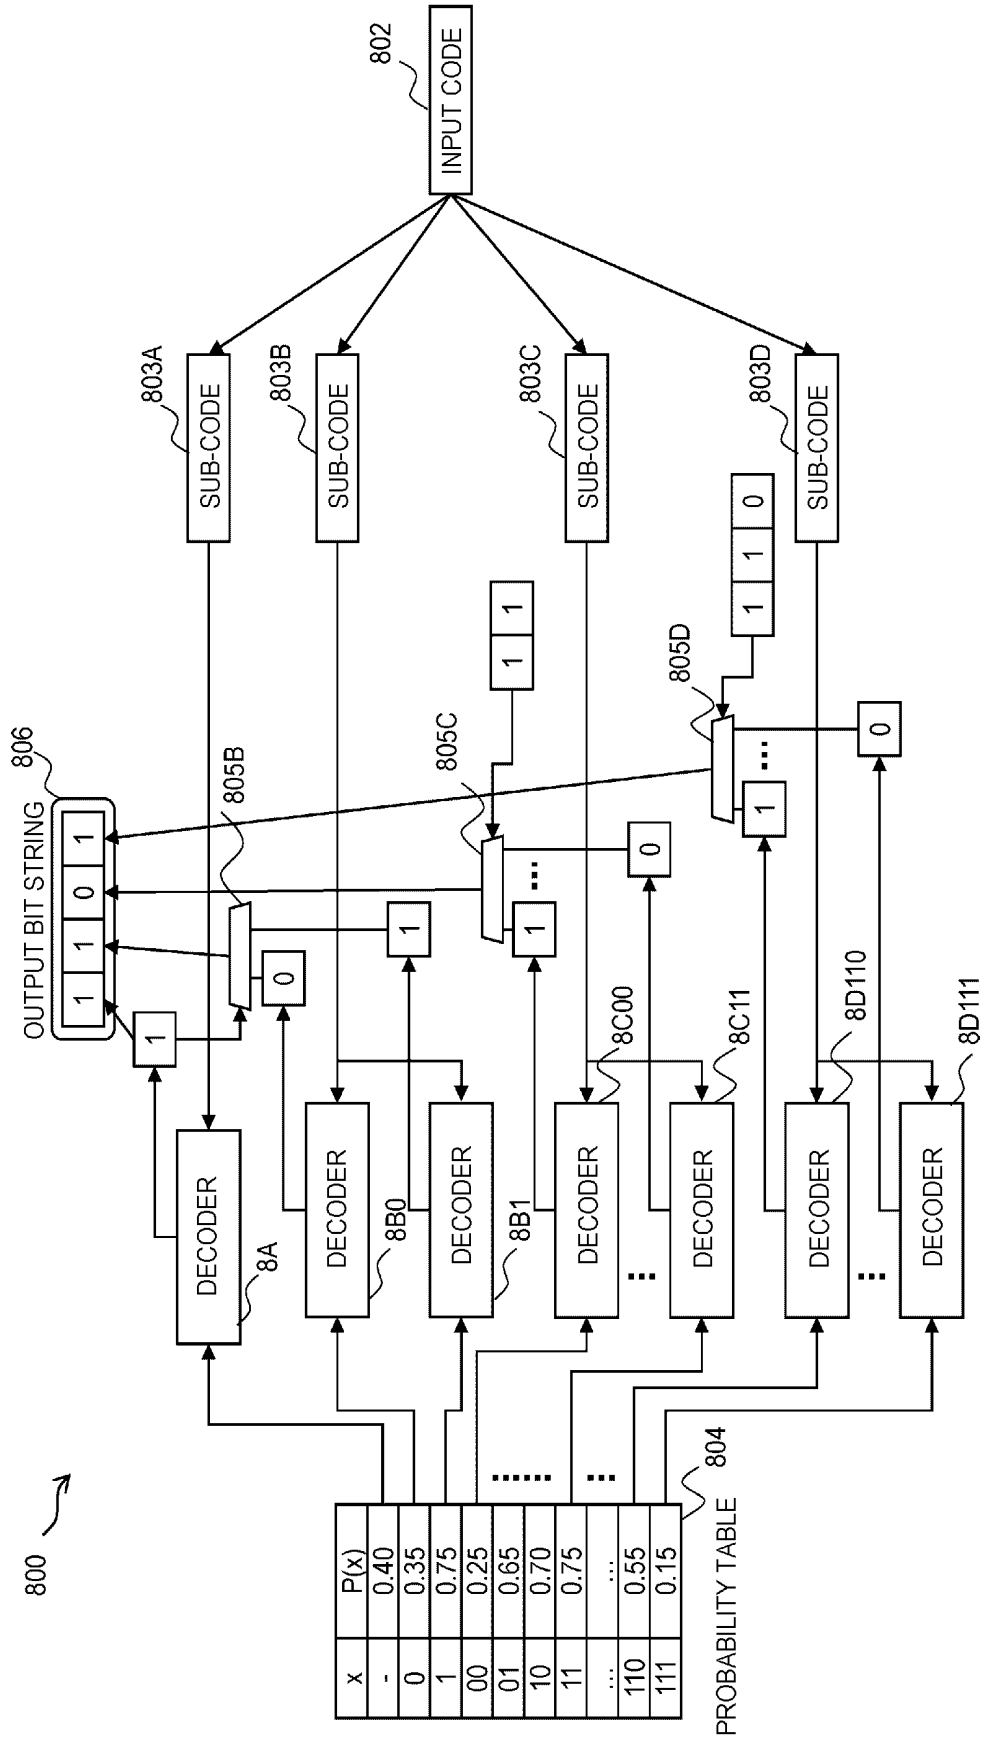 800
OUTPUT BIT STRING
806
1 1 0 1
1
803A
805B
DECODER
SUB-CODE
8A
0
803B
DECODER
SUB-CODE
8B0
802
1
805C
INPUT CODE
DECODER
8B1
1 1
1
803C
DECODER
SUB-CODE
8C00
0
805D
DECODER
8C11
1 1 0
1
803D
DECODER
SUB-CODE
8D110
0
DECODER
8D111
x P(x)
- 0.40
0 0.35
1 0.75
00 0.25
01 0.65
10 0.70
11 0.75
... ...
110 0.55
111 0.15
804
PROBABILITY TABLE